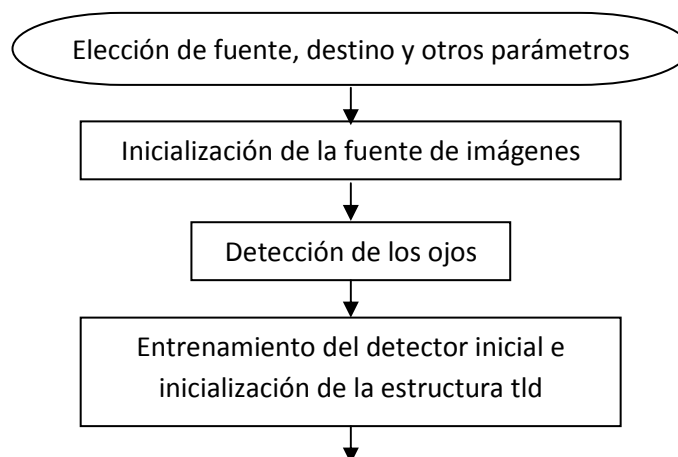 Elección de fuente, destino y otros parámetros
Inicialización de la fuente de imágenes
Detección de los ojos
Entrenamiento del detector inicial e
inicialización de la estructura tld